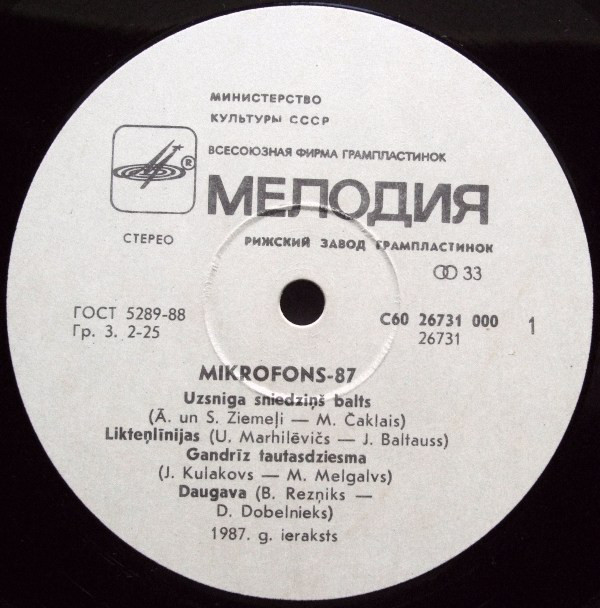 МИНИСТЕРСТВО
КУЛЬТУРЫ СССР
ВСЕСОЮЗНАЯ ФИРМА ГРАМПЛАСТИНОК
®
МЕЛОДИЯ
СТЕРЕО
РИЖСКИЙ ЗАВОД ГРАМПЛАСТИНОК
33
ГОСТ 5289-88
Гр. 3. 2-25
С60 26731 000
26731
1
MIKROFONS-87
Uzsniga sniedziņš balts
(Ā. un S. Ziemeļi — M. Čaklais)
Likteņlīnijas (U. Marhilēvičs — J. Baltauss)
Gandrīz tautasdziesma
(J. Kulakovs — M. Melgalvs)
Daugava (B. Rezņiks —
D. Dobelnieks)
1987. g. ieraksts